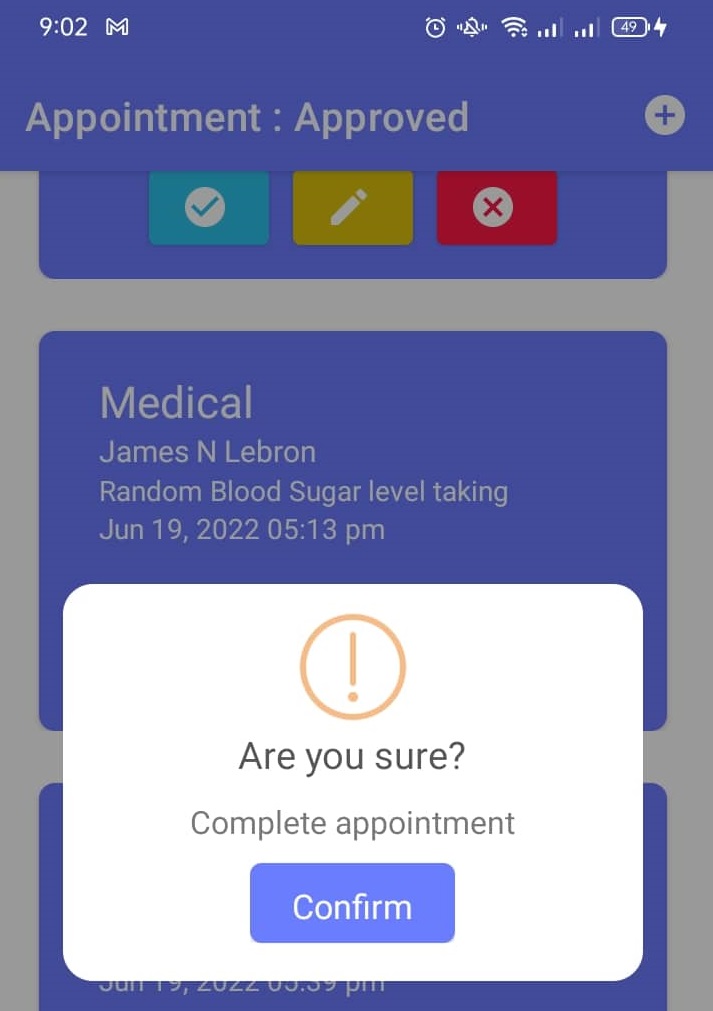 9:02
49
Appointment : Approved
Medical
James N Lebron
Random Blood Sugar level taking
Jun 19, 2022 05:13 pm
Are you sure?
Complete appointment
Confirm
Jun 19, 2022 05:39 pm